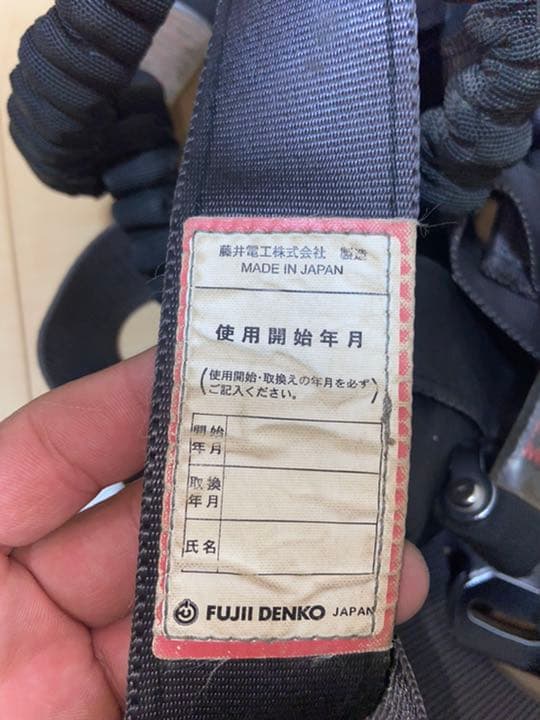 藤井電工株式会社 製造
MADE IN JAPAN
使用開始年月
(使用開始・取換えの年月を必ず
ご記入ください。)
開始
年月
取換
年月
氏名
FUJII DENKO JAPAN